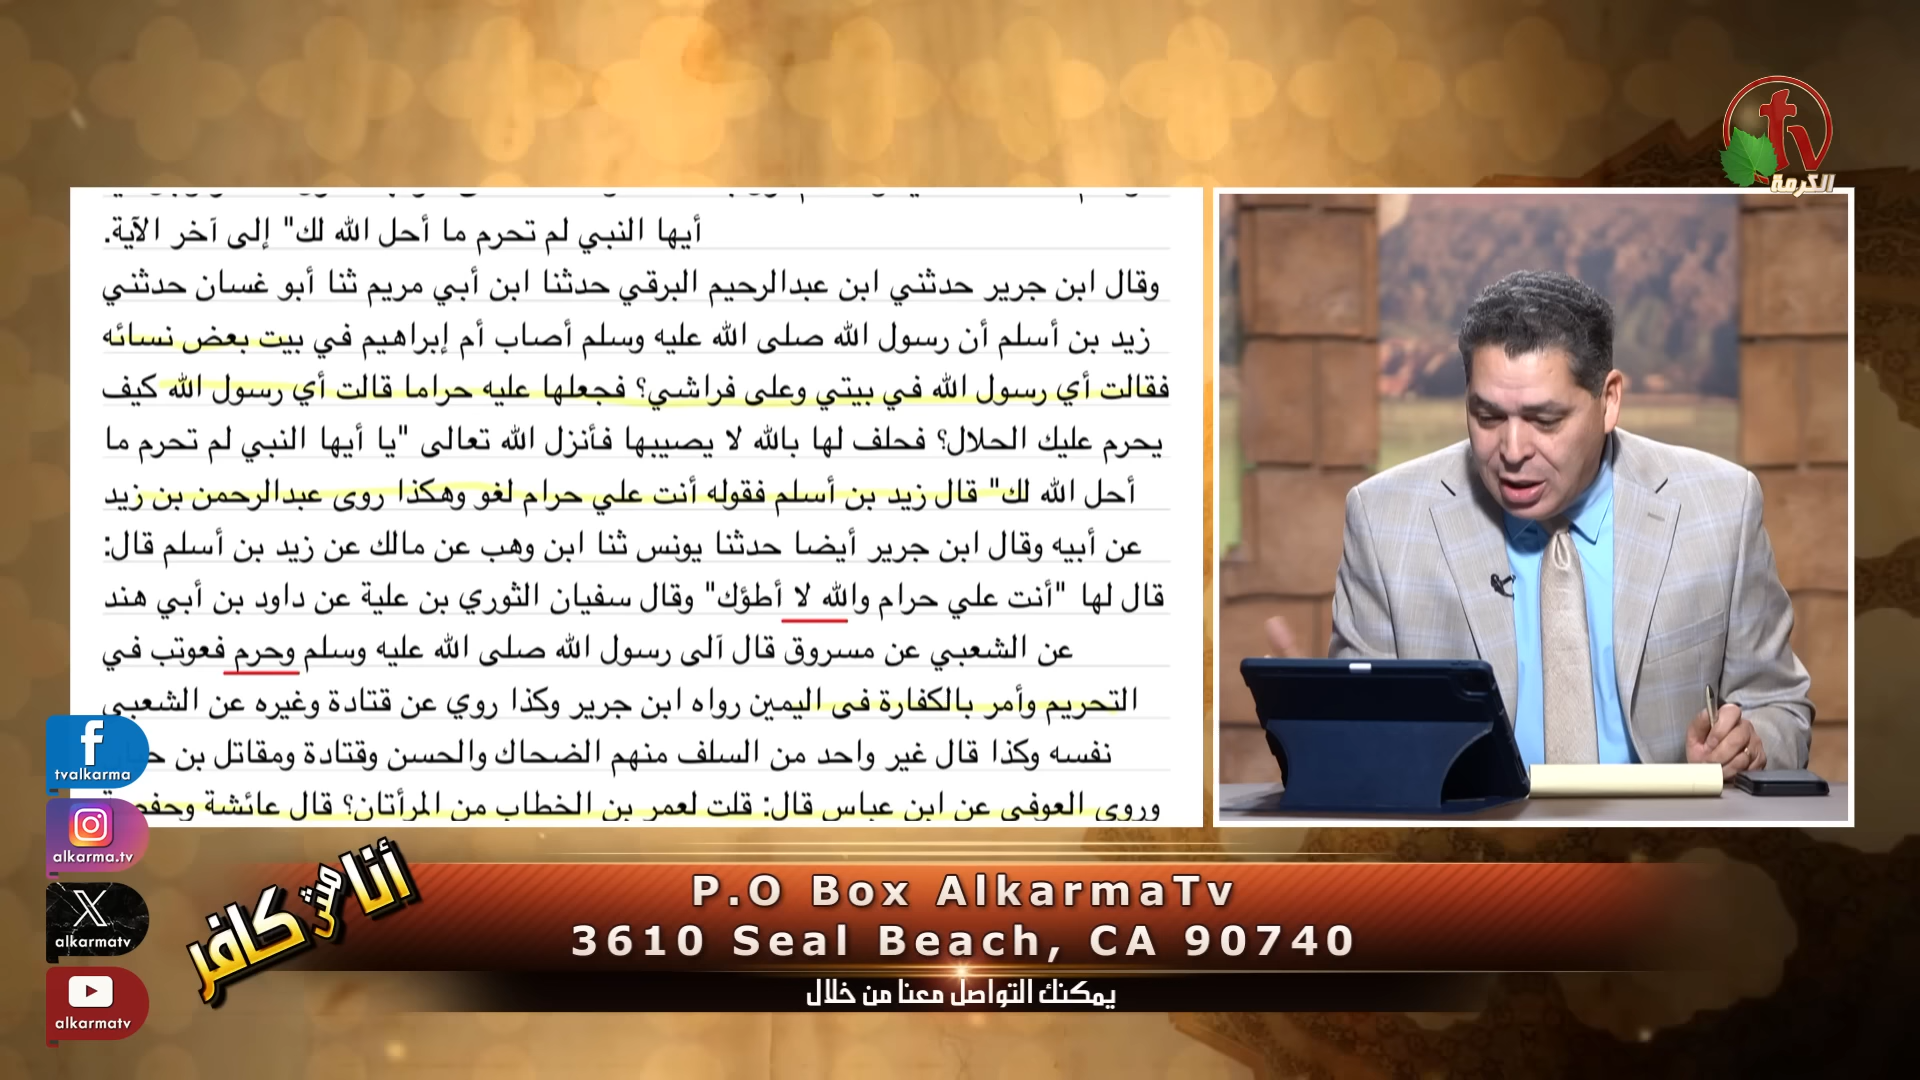 أيها النبي لم تحرم ما أحل الله لك" إلى آخر الآية.
وقال ابن جرير حدثني ابن عبدالرحيم البرقي حدثنا ابن أبي مريم ثنا أبو غسان حدثني
زيد بن أسلم أن رسول الله صلى الله عليه وسلم أصاب أم إبراهيم في بيت بعض نسائه
فقالت أي رسول الله في بيتي وعلى فراشي؟ فجعلها عليه حراما قالت أي رسول الله كيف
يحرم عليك الحلال؟ فحلف لها بالله لا يصيبها فأنزل الله تعالى "يا أيها النبي لم تحرم ما
أحل الله لك" قال زيد بن أسلم فقوله أنت علي حرام لغو وهكذا روى عبدالرحمن بن زيد
عن أبيه وقال ابن جرير أيضا حدثنا يونس ثنا ابن وهب عن مالك عن زيد بن أسلم قال:
قال لها "أنت علي حرام والله لا أطؤك" وقال سفيان الثوري بن علية عن داود بن أبي هند
عن الشعبي عن مسروق قال آلى رسول الله صلى الله عليه وسلم وحرم فعوتب في
التحريم وأمر بالكفارة في اليمين رواه ابن جرير وكذا روي عن قتادة وغيره عن الشعبي
نفسه وكذا قال غير واحد من السلف منهم الضحاك والحسن وقتادة ومقاتل بن
وروى العوفي عن ابن عباس قال: قلت لعمر بن الخطاب من المرأتان؟ قال عائشة وحفصة
tv
الكرمة
tvalkarma
alkarma.tv
alkarmatv
alkarmatv
أنا مش كافر
P.O Box AlkarmaTv
3610 Seal Beach, CA 90740
يمكنك التواصل معنا من خلال